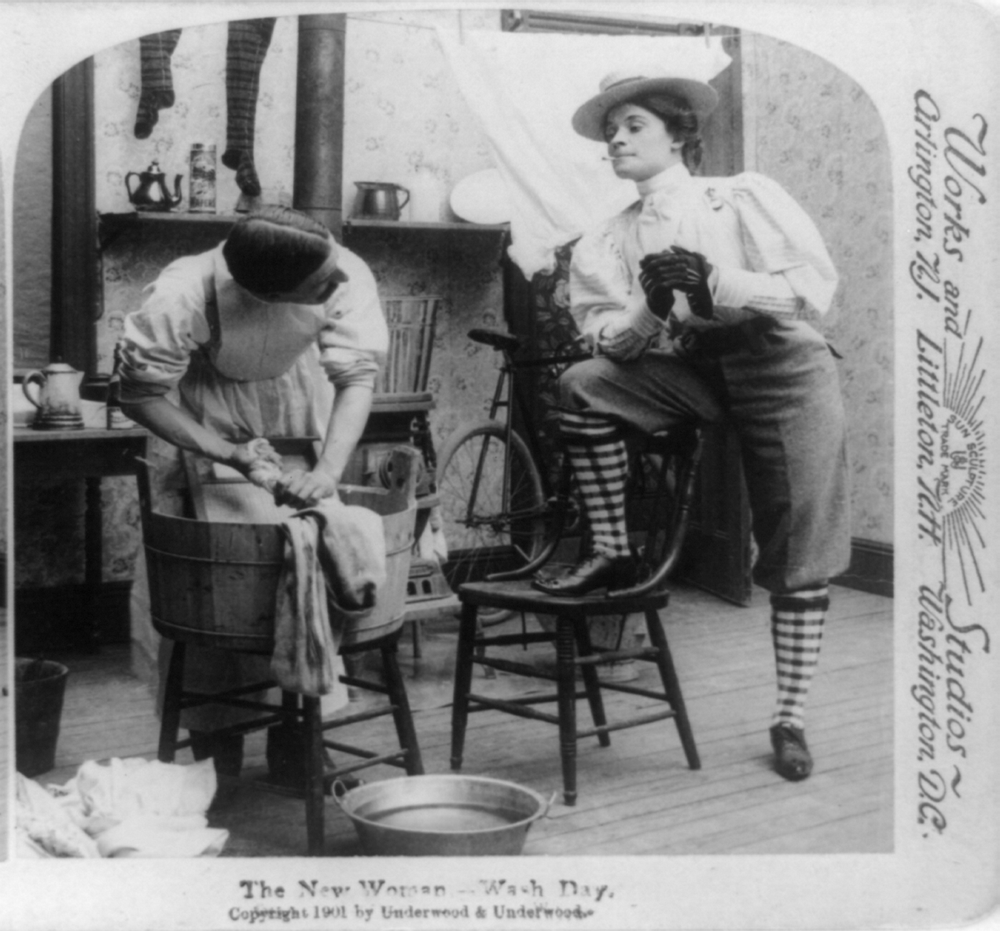 The New Woman — Wash Day.
Copyright 1901 by Underwood & Underwood.
Works and Studios ~
Arlington, N.J. Littleton, N.H. Washington, D.C.
SUN SCULPTURE
U&U
TRADE MARK
WAFERS